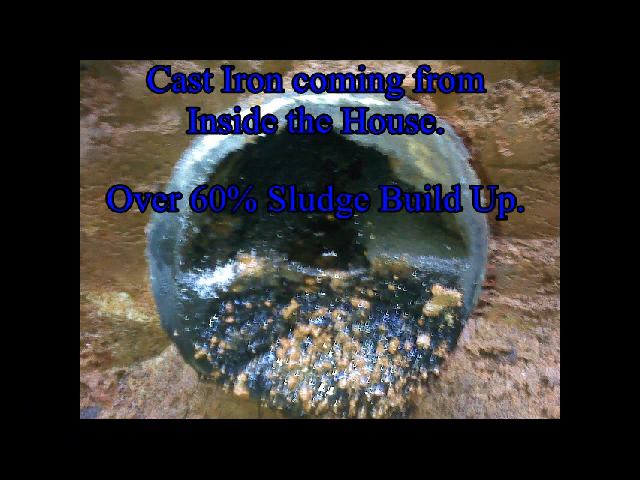 Cast Iron coming from
Inside the House.
Over 60% Sludge Build Up.